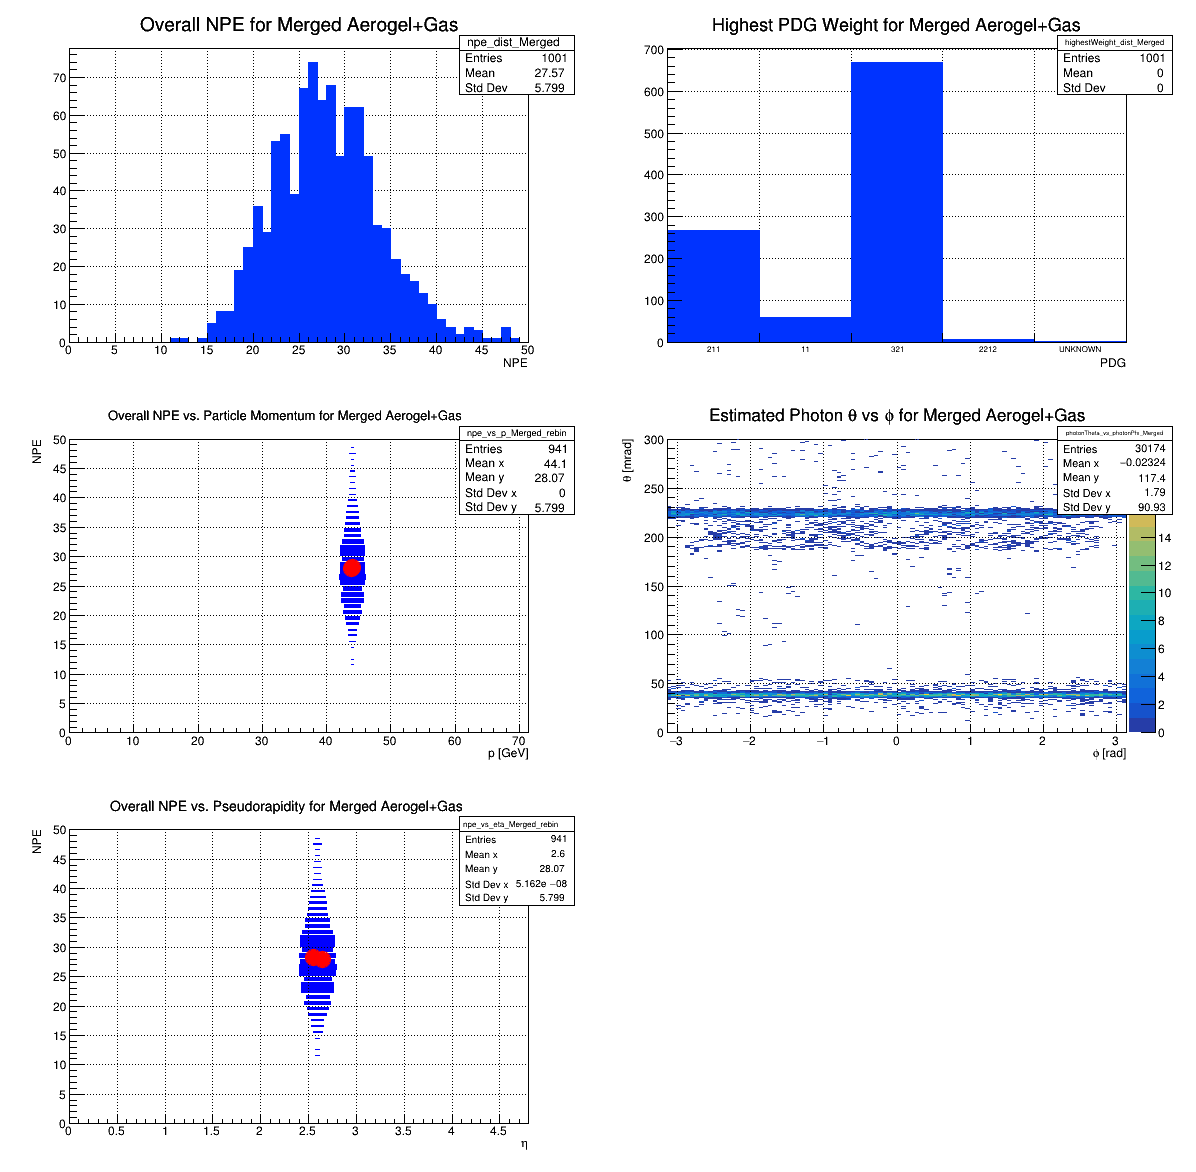 Overall NPE for Merged Aerogel+Gas
npe_dist_Merged
Entries 1001
Mean 27.57
Std Dev 5.799
70
60
50
40
30
20
10
0
0 5 10 15 20 25 30 35 40 45 50
NPE
Highest PDG Weight for Merged Aerogel+Gas
highestWeight_dist_Merged
Entries 1001
Mean 0
Std Dev 0
700
600
500
400
300
200
100
0
211 11 321 2212 UNKNOWN
PDG
Overall NPE vs. Particle Momentum for Merged Aerogel+Gas
npe_vs_p_Merged_rebin
Entries 941
Mean x 44.1
Mean y 28.07
Std Dev x 0
Std Dev y 5.799
NPE
50
45
40
35
30
25
20
15
10
5
0
0 10 20 30 40 50 60 70
p [GeV]
Estimated Photon θ vs ϕ for Merged Aerogel+Gas
photonTheta_vs_photonPhi_Merged
Entries 30174
Mean x −0.02324
Mean y 117.4
Std Dev x 1.79
Std Dev y 90.93
θ [mrad]
300
250
200
150
100
50
0
−3 −2 −1 0 1 2 3
ϕ [rad]
14
12
10
8
6
4
2
0
Overall NPE vs. Pseudorapidity for Merged Aerogel+Gas
npe_vs_eta_Merged_rebin
Entries 941
Mean x 2.6
Mean y 28.07
Std Dev x 5.162e −08
Std Dev y 5.799
NPE
50
45
40
35
30
25
20
15
10
5
0
0 0.5 1 1.5 2 2.5 3 3.5 4 4.5
η